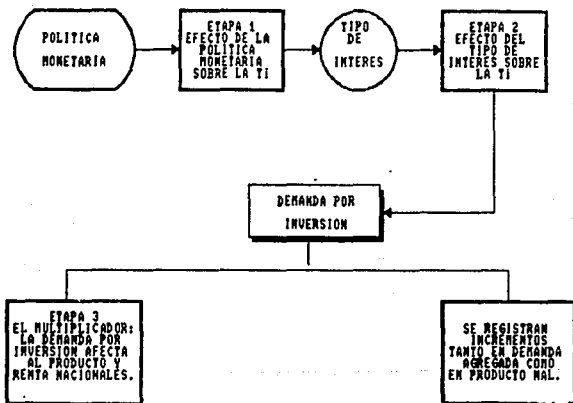 POLITICA
MONETARIA
ETAPA 1
EFECTO DE LA
POLITICA
MONETARIA
SOBRE LA TI
TIPO
DE
INTERES
ETAPA 2
EFECTO DEL
TIPO DE
INTERES SOBRE
LA Ti
DEMANDA POR
INVERSION
ETAPA 3
EL MULTIPLICADOR:
LA DEMANDA POR
INVERSION AFECTA
AL PRODUCTO Y
RENTA NACIONALES.
SE REGISTRAN
INCREMENTOS
TANTO EN DEMANDA
AGREGADA COMO
EN PRODUCTO NAL.